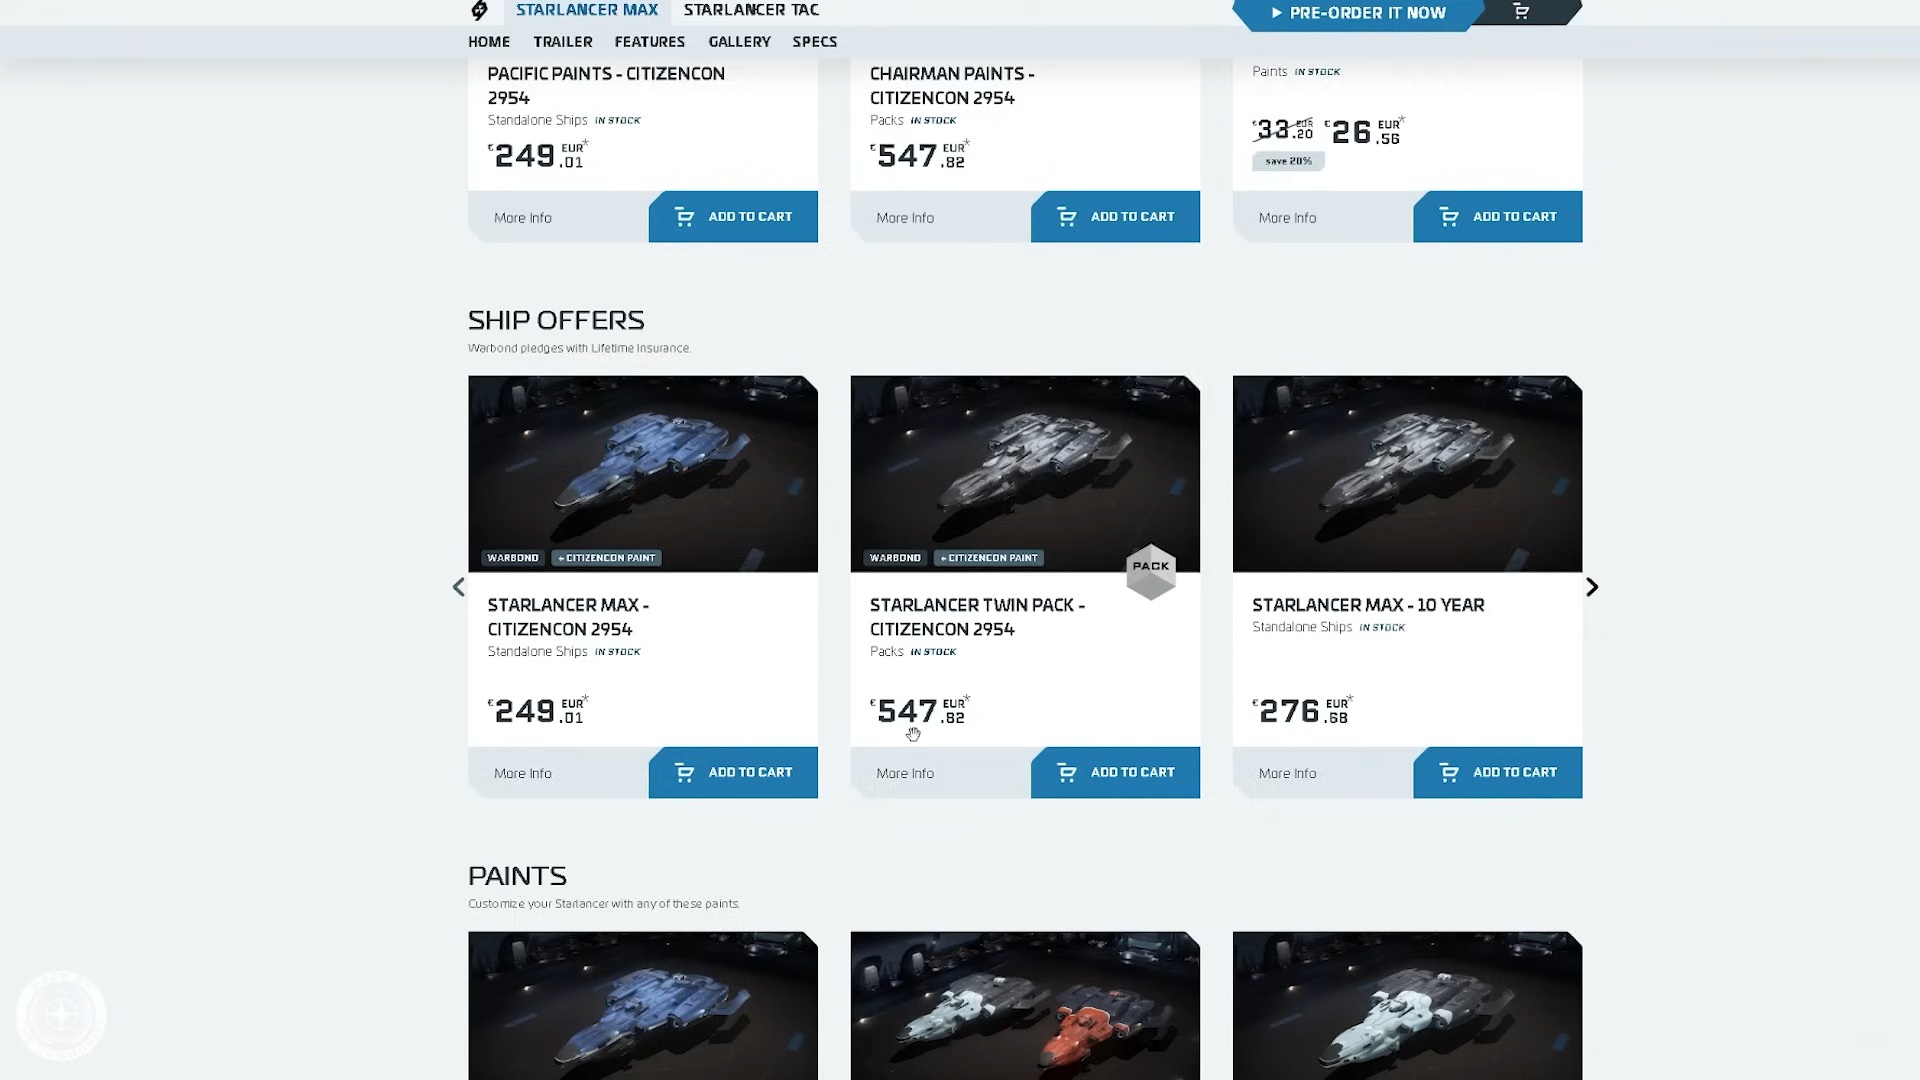 STARLANCER MAX STARLANCER TAC
PRE-ORDER IT NOW
HOME TRAILER FEATURES GALLERY SPECS
PACIFIC PAINTS - CITIZENCON
2954
Standalone Ships IN STOCK
€249.01 EUR*
More Info
ADD TO CART
CHAIRMAN PAINTS -
CITIZENCON 2954
Packs IN STOCK
€547.82 EUR*
More Info
ADD TO CART
Paints IN STOCK
€33.20 EUR €26.56 EUR*
save 20%
More Info
ADD TO CART
SHIP OFFERS
Warbond pledges with Lifetime Insurance.
WARBOND + CITIZENCON PAINT
STARLANCER MAX -
CITIZENCON 2954
Standalone Ships IN STOCK
€249.01 EUR*
More Info
ADD TO CART
WARBOND + CITIZENCON PAINT
PACK
STARLANCER TWIN PACK -
CITIZENCON 2954
Packs IN STOCK
€547.82 EUR*
More Info
ADD TO CART
STARLANCER MAX - 10 YEAR
Standalone Ships IN STOCK
€276.68 EUR*
More Info
ADD TO CART
PAINTS
Customize your Starlancer with any of these paints.